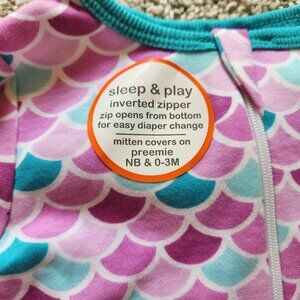 sleep & play
inverted zipper
zip opens from bottom
for easy diaper change
mitten covers on
preemie
NB & 0-3M